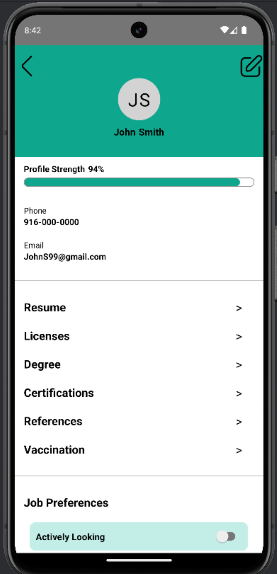 8:42
JS
John Smith
Profile Strength 94%
Phone
916-000-0000
Email
JohnS99@gmail.com
Resume >
Licenses >
Degree >
Certifications >
References >
Vaccination >
Job Preferences
Actively Looking